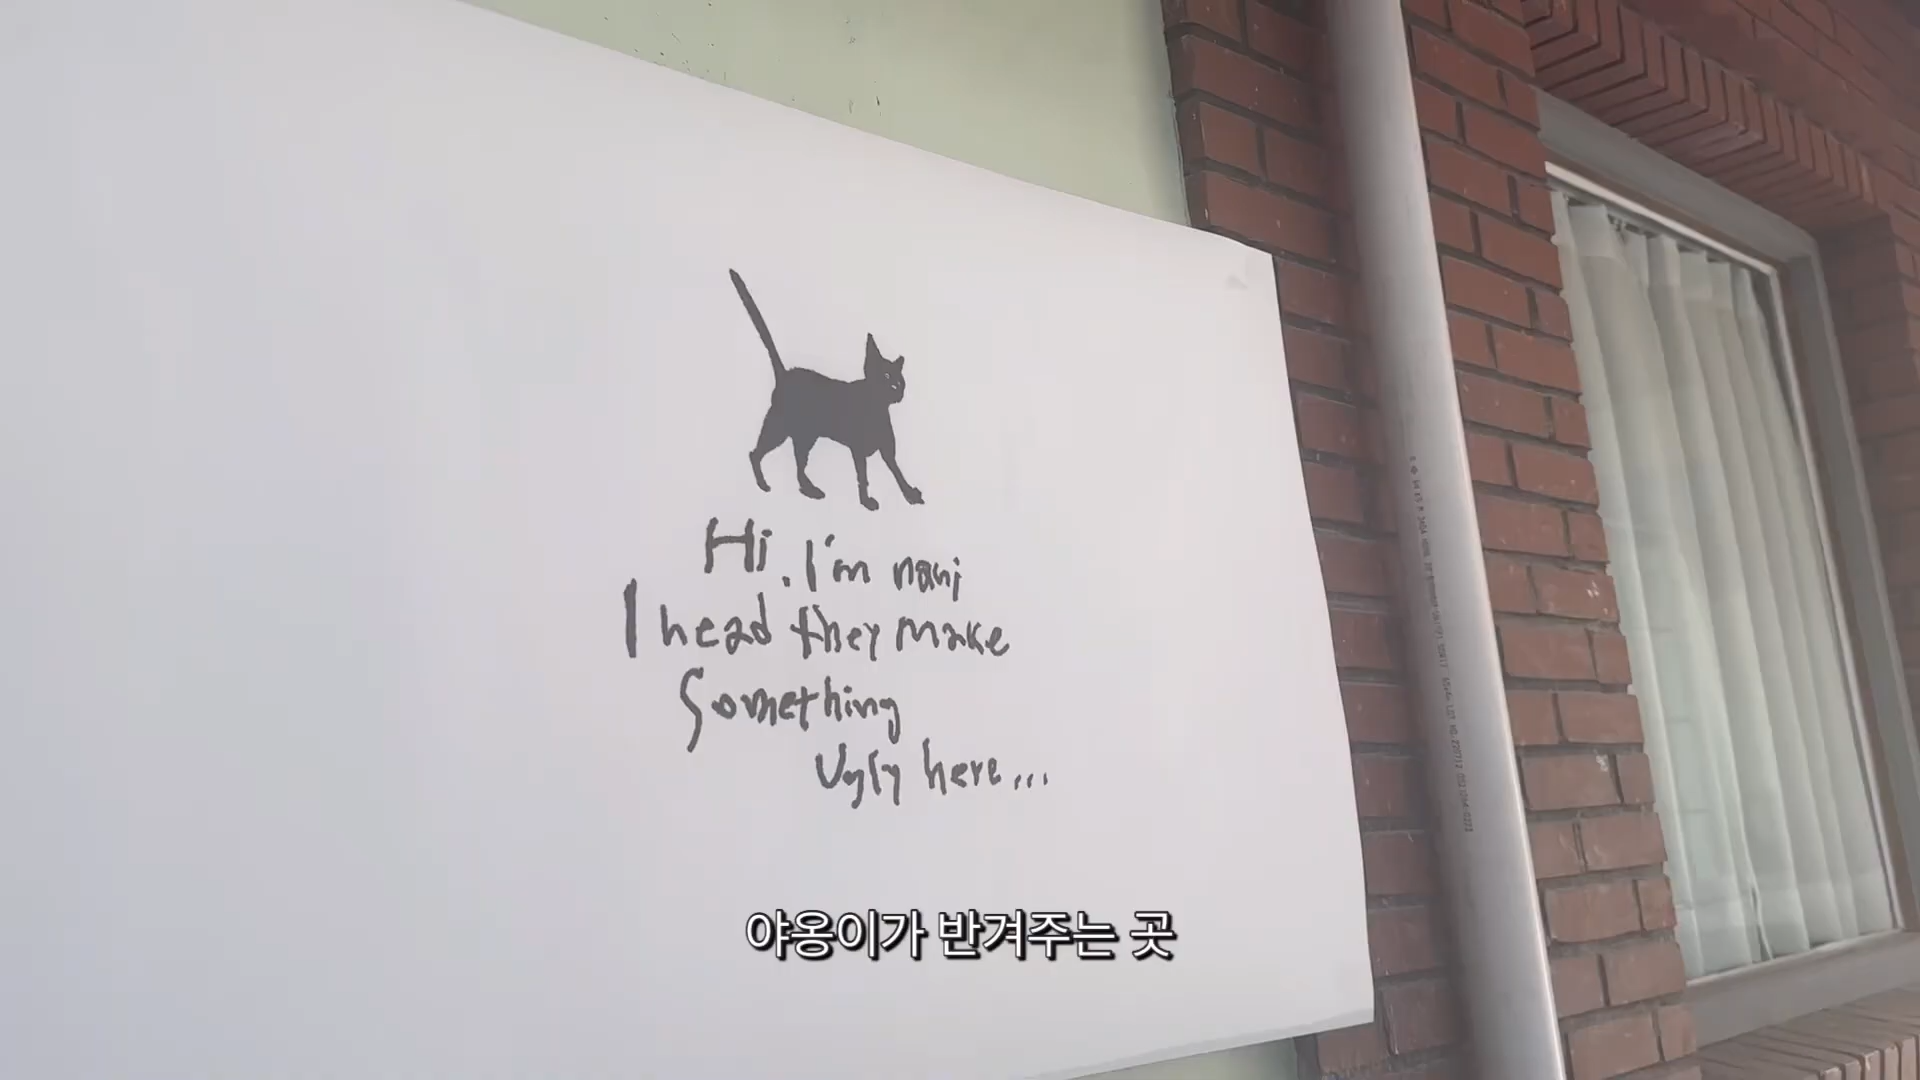 Hi. I'm nani
I head they make
Something
Ugly here...
야옹이가 반겨주는 곳